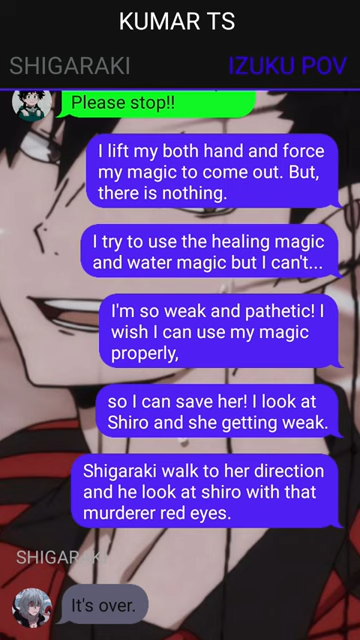 KUMAR TS
SHIGARAKI
IZUKU POV
Please stop!!
I lift my both hand and force
my magic to come out. But,
there is nothing.
I try to use the healing magic
and water magic but I can't...
I'm so weak and pathetic! I
wish I can use my magic
properly,
so I can save her! I look at
Shiro and she getting weak.
Shigaraki walk to her direction
and he look at shiro with that
murderer red eyes.
SHIGARAKI
It's over.